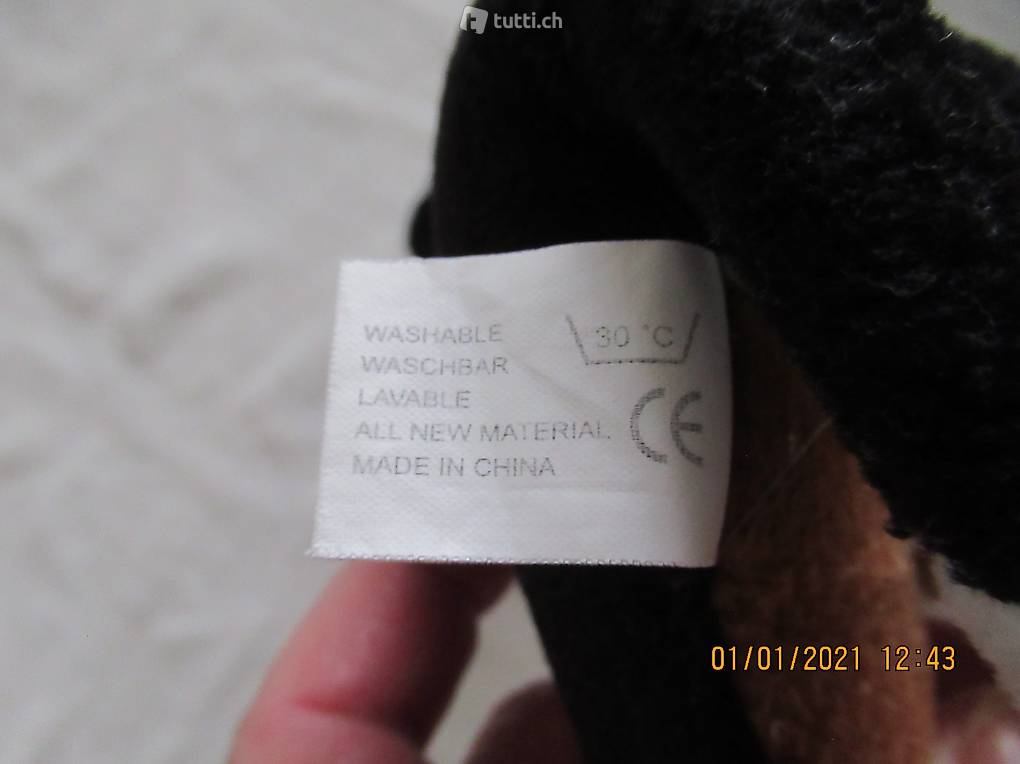 tutti.ch
WASHABLE
WASCHBAR
LAVABLE
ALL NEW MATERIAL
MADE IN CHINA
30 °C
CE
01/01/2021 12:43